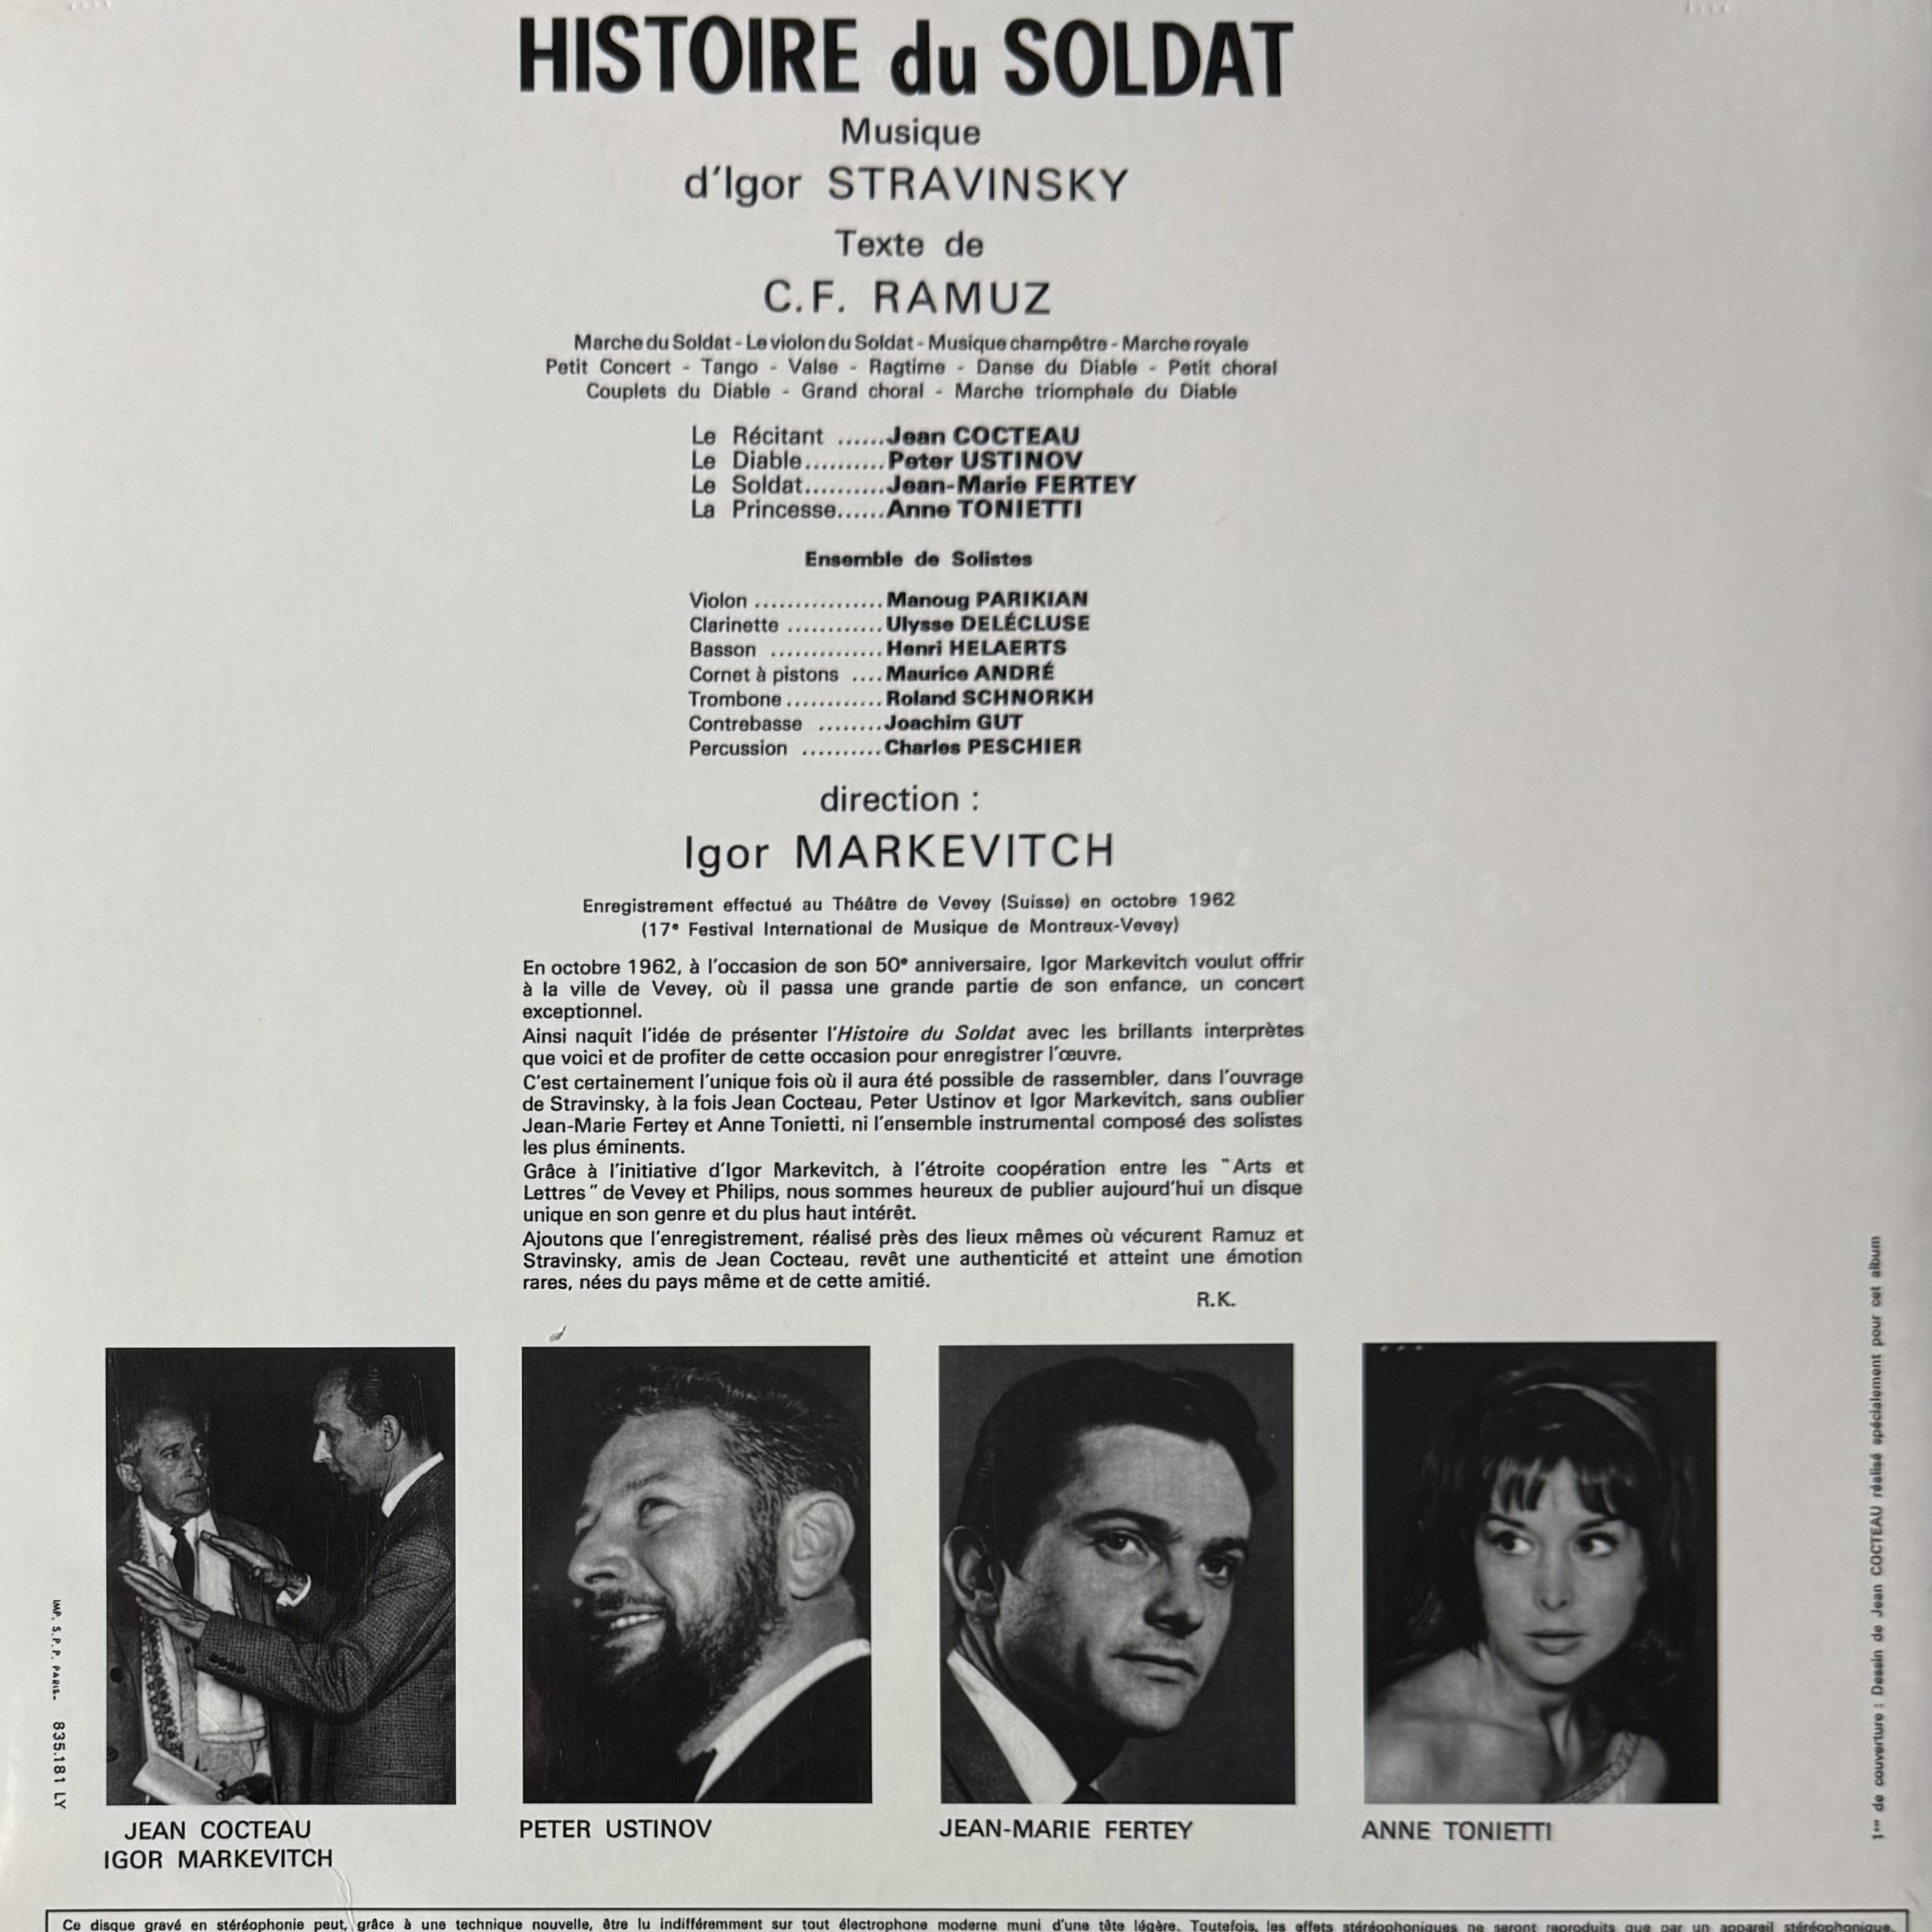 HISTOIRE du SOLDAT
Musique
d'Igor STRAVINSKY
Texte de
C.F. RAMUZ
Marche du Soldat - Le violon du Soldat - Musique champêtre - Marche royale
Petit Concert - Tango - Valse - Ragtime - Danse du Diable - Petit choral
Couplets du Diable - Grand choral - Marche triomphale du Diable
Le Récitant ......Jean COCTEAU
Le Diable..........Peter USTINOV
Le Soldat..........Jean-Marie FERTEY
La Princesse......Anne TONIETTI
Ensemble de Solistes
Violon ................Manoug PARIKIAN
Clarinette ............Ulysse DELÉCLUSE
Basson ..............Henri HELAERTS
Cornet à pistons ....Maurice ANDRÉ
Trombone............Roland SCHNORKH
Contrebasse ........Joachim GUT
Percussion ..........Charles PESCHIER
direction :
Igor MARKEVITCH
Enregistrement effectué au Théâtre de Vevey (Suisse) en octobre 1962
(17e Festival International de Musique de Montreux-Vevey)
En octobre 1962, à l'occasion de son 50e anniversaire, Igor Markevitch voulut offrir
à la ville de Vevey, où il passa une grande partie de son enfance, un concert
exceptionnel.
Ainsi naquit l'idée de présenter l'Histoire du Soldat avec les brillants interprètes
que voici et de profiter de cette occasion pour enregistrer l'œuvre.
C'est certainement l'unique fois où il aura été possible de rassembler, dans l'ouvrage
de Stravinsky, à la fois Jean Cocteau, Peter Ustinov et Igor Markevitch, sans oublier
Jean-Marie Fertey et Anne Tonietti, ni l'ensemble instrumental composé des solistes
les plus éminents.
Grâce à l'initiative d'Igor Markevitch, à l'étroite coopération entre les "Arts et
Lettres" de Vevey et Philips, nous sommes heureux de publier aujourd'hui un disque
unique en son genre et du plus haut intérêt.
Ajoutons que l'enregistrement, réalisé près des lieux mêmes où vécurent Ramuz et
Stravinsky, amis de Jean Cocteau, revêt une authenticité et atteint une émotion
rares, nées du pays même et de cette amitié.
R.K.
JEAN COCTEAU
IGOR MARKEVITCH
PETER USTINOV
JEAN-MARIE FERTEY
ANNE TONIETTI
IMP. S.P.P. PARIS- 835.181 LY
1re de couverture : Dessin de Jean COCTEAU réalisé spécialement pour cet album
Ce disque gravé en stéréophonie peut, grâce à une technique nouvelle, être lu indifféremment sur tout électrophone moderne muni d'une tête légère. Toutefois, les effets stéréophoniques ne seront reproduits que par un appareil stéréophonique.